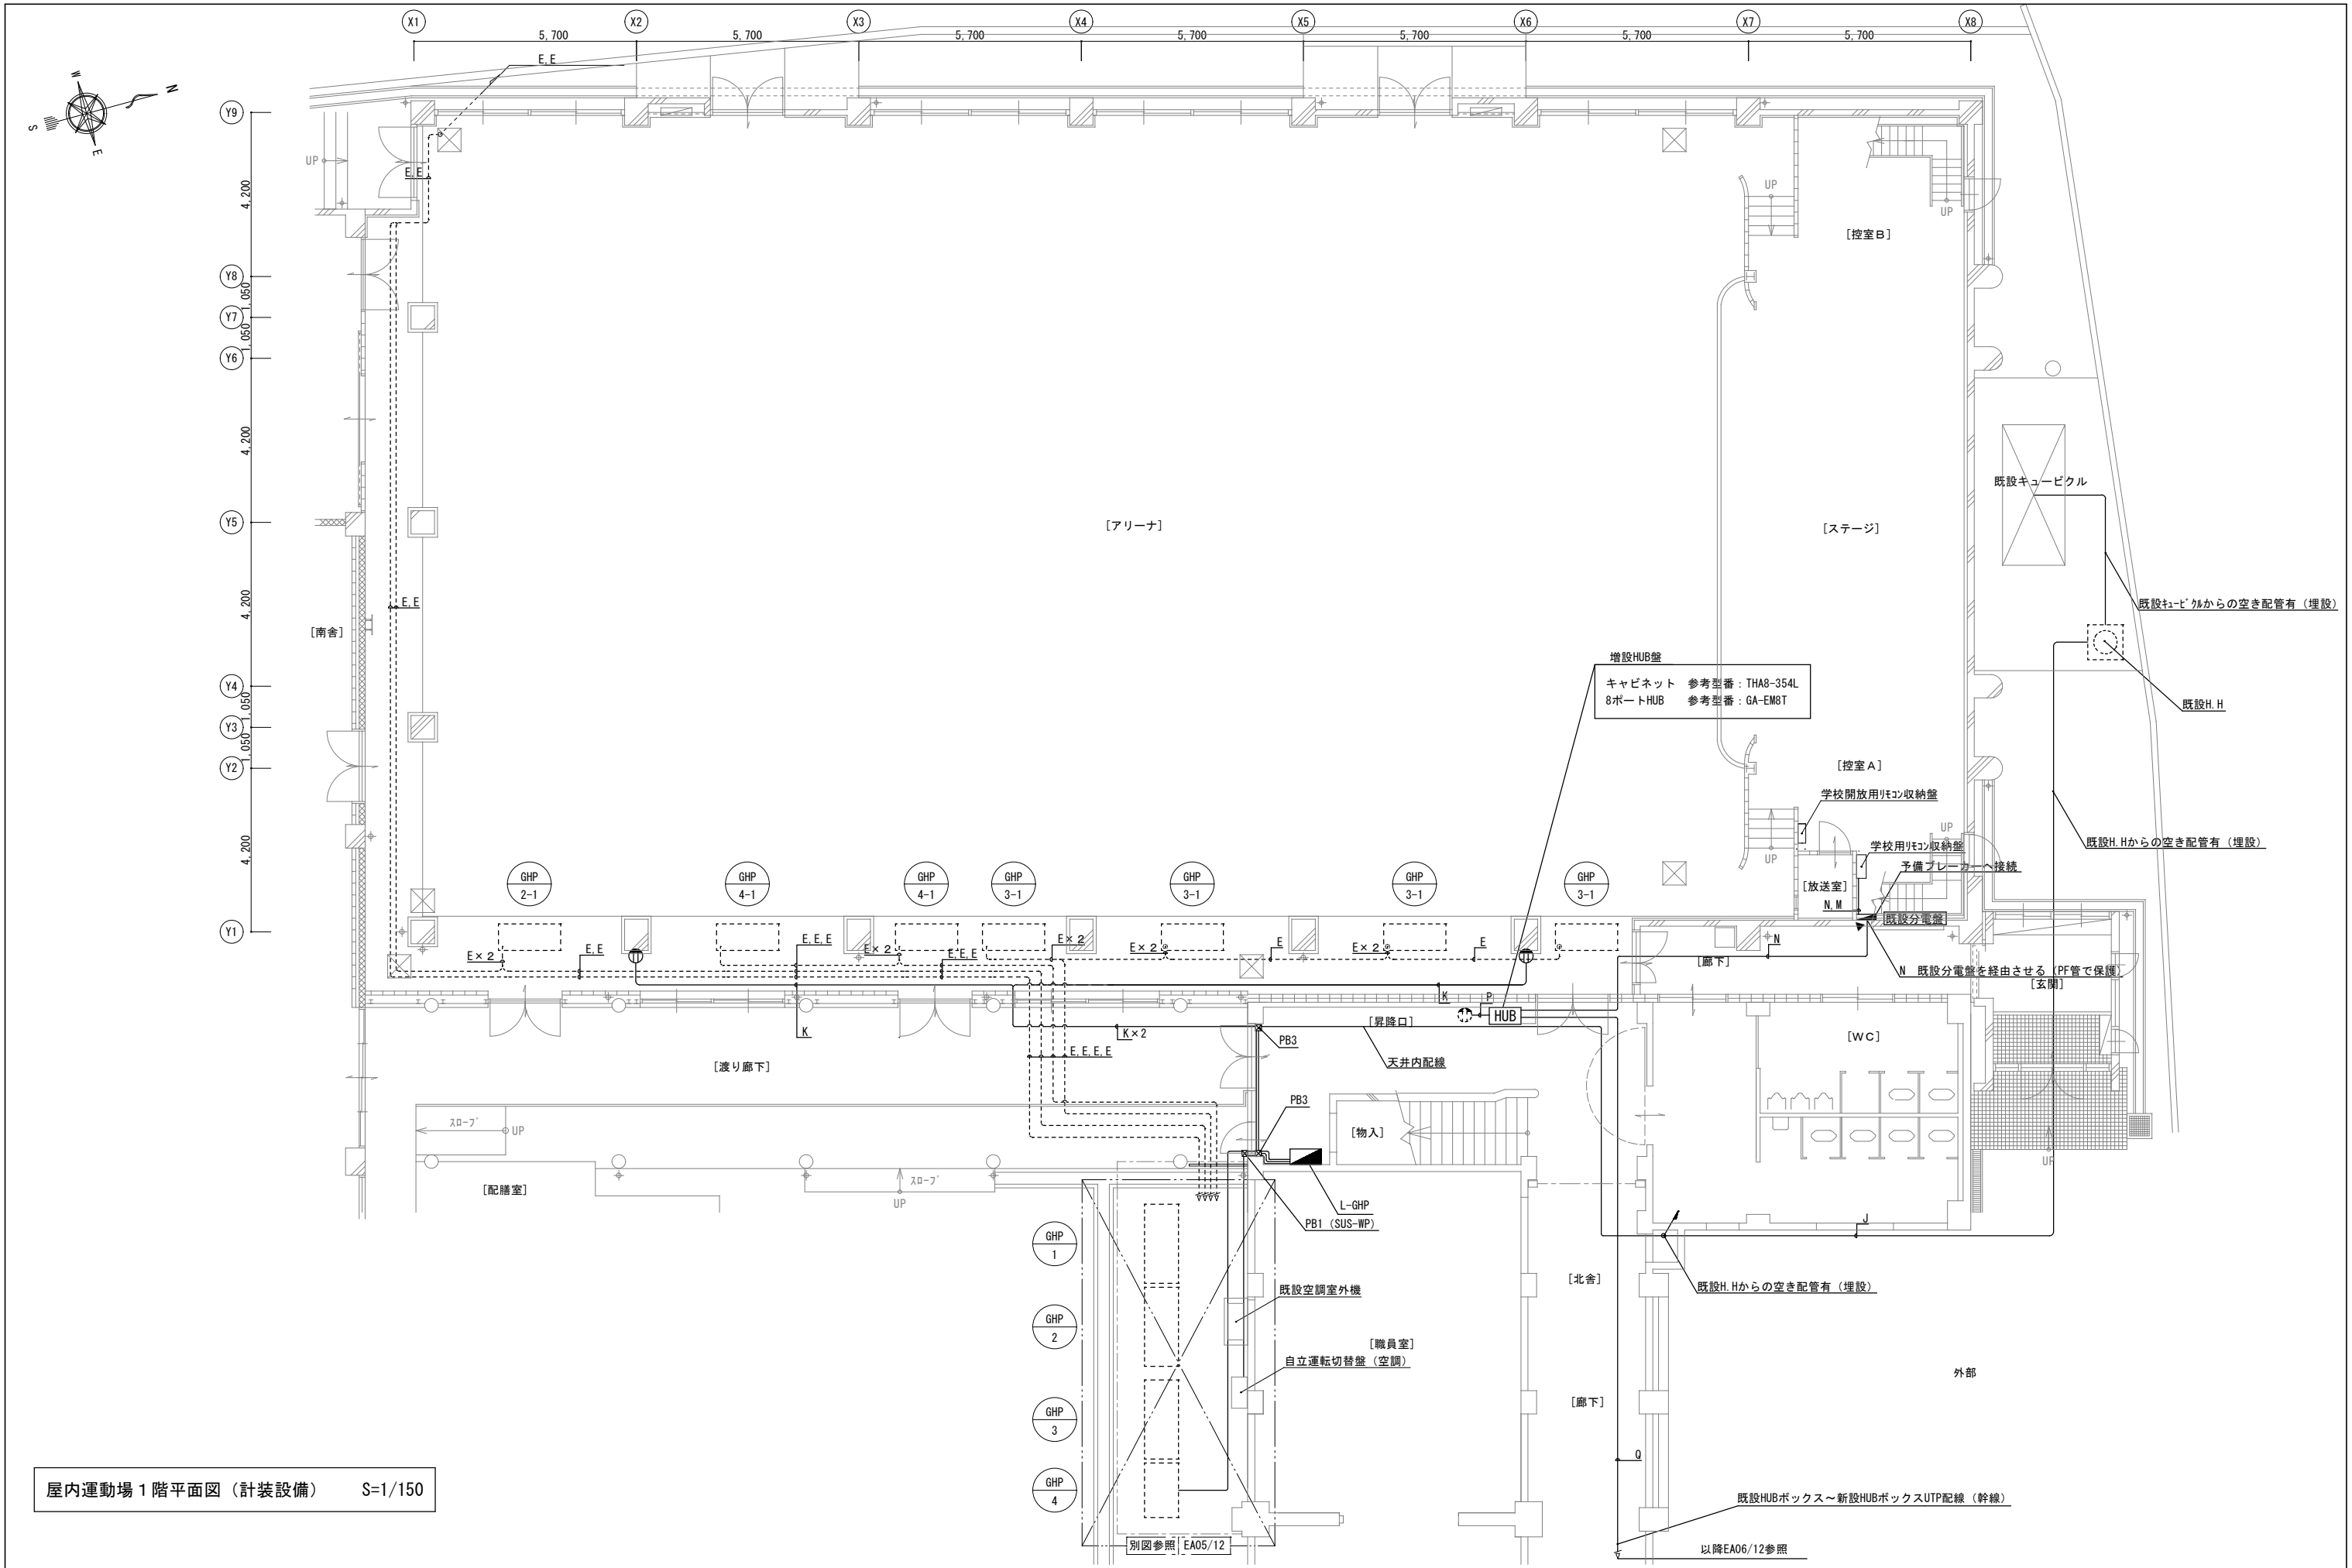 X1 X2 X3 X4 X5 X6 X7 X8
5,700 5,700 5,700 5,700 5,700 5,700 5,700
E,E
W N S E
Y9
UP
E,E
4,200
UP
UP
[控室B]
Y8
1,050
Y7
1,050
Y6
4,200
既設キュービクル
Y5
[アリーナ]
[ステージ]
4,200
E,E
既設ｷｭｰﾋﾞｸﾙからの空き配管有（埋設）
[南舎]
増設HUB盤
キャビネット 参考型番：THA8-354L
8ポートHUB 参考型番：GA-EM8T
Y4
1,050
既設H.H
Y3
1,050
Y2
[控室A]
学校開放用ﾘﾓｺﾝ収納盤
4,200
UP
UP
学校用ﾘﾓｺﾝ収納盤
既設H.Hからの空き配管有（埋設）
予備ブレーカーへ接続
GHP 2-1
GHP 4-1
GHP 4-1
GHP 3-1
GHP 3-1
GHP 3-1
GHP 3-1
[放送室]
N,M
既設分電盤
Y1
E×2
E,E
E,E,E
E×2
E,E,E
E×2
E×2
E
E×2
E
N
[廊下]
N 既設分電盤を経由させる（PF管で保護）
[玄関]
K
P
HUB
K
K×2
[昇降口]
[WC]
PB3
E,E,E,E
天井内配線
[渡り廊下]
PB3
ｽﾛｰﾌﾟ
UP
[物入]
UP
[配膳室]
ｽﾛｰﾌﾟ
UP
L-GHP
PB1（SUS-WP）
J
GHP 1
[北舎]
既設H.Hからの空き配管有（埋設）
既設空調室外機
GHP 2
[職員室]
自立運転切替盤（空調）
外部
GHP 3
[廊下]
Q
GHP 4
屋内運動場１階平面図（計装設備） S=1/150
既設HUBボックス～新設HUBボックスUTP配線（幹線）
別図参照 EA05/12
以降EA06/12参照